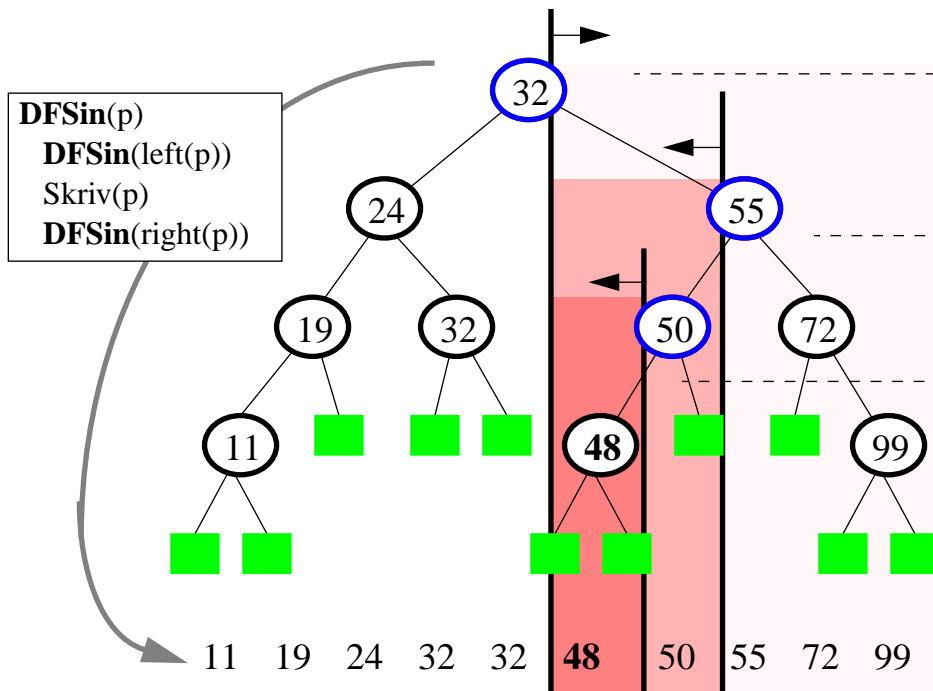 32
DFSin(p)
DFSin(left(p))
Skriv(p)
DFSin(right(p))
24
55
19
32
50
72
11
48
99
11 19 24 32 32 48 50 55 72 99